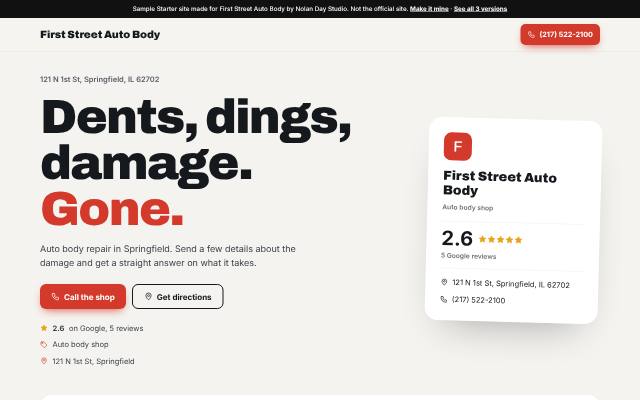 Sample Starter site made for First Street Auto Body by Nolan Day Studio. Not the official site. Make it mine · See all 3 versions
First Street Auto Body
(217) 522-2100
121 N 1st St, Springfield, IL 62702
Dents, dings,
damage.
Gone.
Auto body repair in Springfield. Send a few details about the
damage and get a straight answer on what it takes.
Call the shop
Get directions
2.6 on Google, 5 reviews
Auto body shop
121 N 1st St, Springfield
F
First Street Auto
Body
Auto body shop
2.6
5 Google reviews
121 N 1st St, Springfield, IL 62702
(217) 522-2100